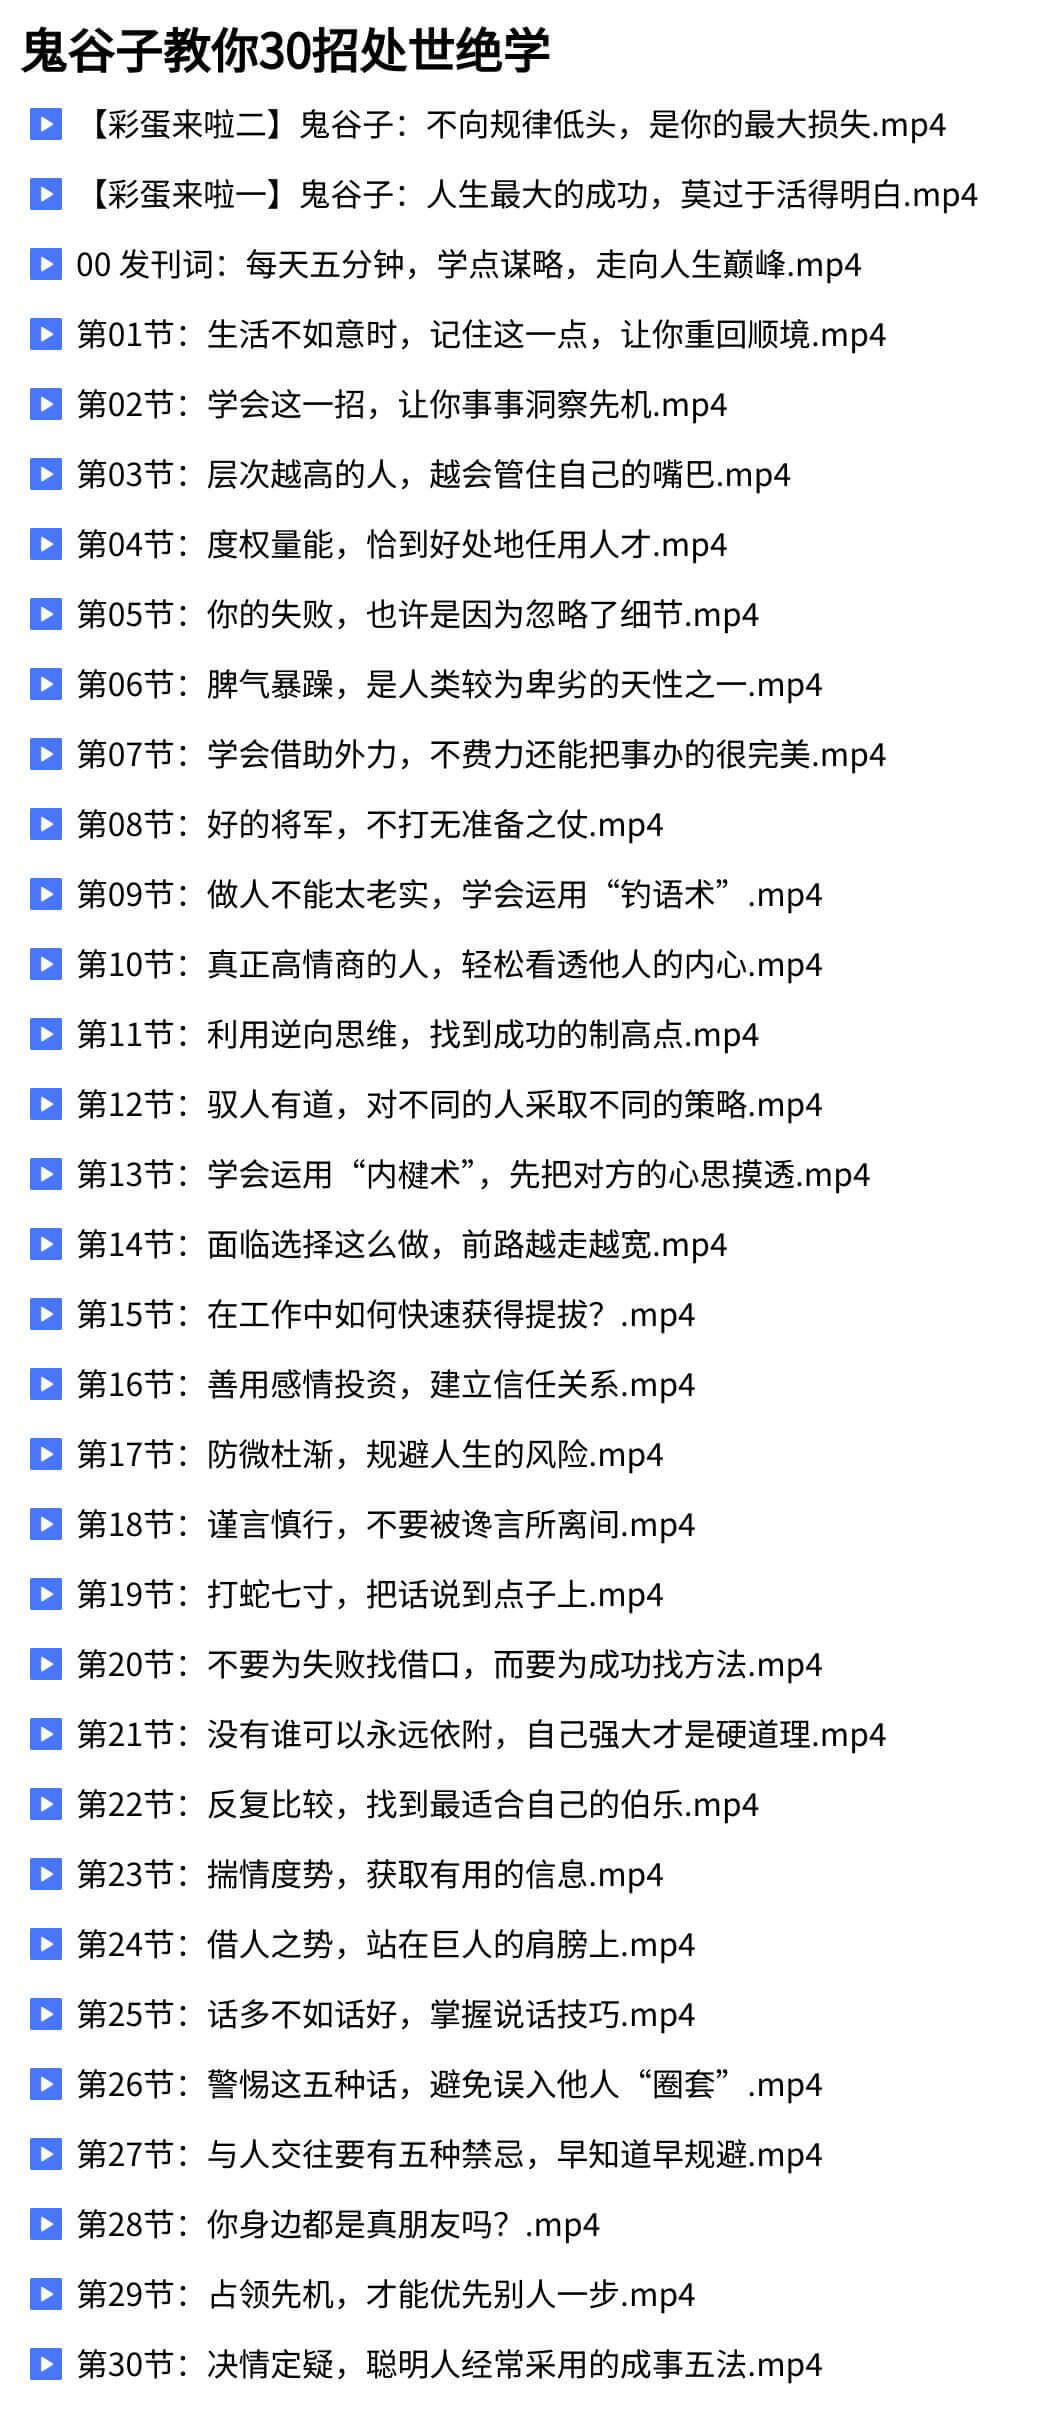 鬼谷子教你30招处世绝学
【彩蛋来啦二】鬼谷子：不向规律低头，是你的最大损失.mp4
【彩蛋来啦一】鬼谷子：人生最大的成功，莫过于活得明白.mp4
00 发刊词：每天五分钟，学点谋略，走向人生巅峰.mp4
第01节：生活不如意时，记住这一点，让你重回顺境.mp4
第02节：学会这一招，让你事事洞察先机.mp4
第03节：层次越高的人，越会管住自己的嘴巴.mp4
第04节：度权量能，恰到好处地任用人才.mp4
第05节：你的失败，也许是因为忽略了细节.mp4
第06节：脾气暴躁，是人类较为卑劣的天性之一.mp4
第07节：学会借助外力，不费力还能把事办的很完美.mp4
第08节：好的将军，不打无准备之仗.mp4
第09节：做人不能太老实，学会运用“钓语术”.mp4
第10节：真正高情商的人，轻松看透他人的内心.mp4
第11节：利用逆向思维，找到成功的制高点.mp4
第12节：驭人有道，对不同的人采取不同的策略.mp4
第13节：学会运用“内楗术”，先把对方的心思摸透.mp4
第14节：面临选择这么做，前路越走越宽.mp4
第15节：在工作中如何快速获得提拔？.mp4
第16节：善用感情投资，建立信任关系.mp4
第17节：防微杜渐，规避人生的风险.mp4
第18节：谨言慎行，不要被谗言所离间.mp4
第19节：打蛇七寸，把话说到点子上.mp4
第20节：不要为失败找借口，而要为成功找方法.mp4
第21节：没有谁可以永远依附，自己强大才是硬道理.mp4
第22节：反复比较，找到最适合自己的伯乐.mp4
第23节：揣情度势，获取有用的信息.mp4
第24节：借人之势，站在巨人的肩膀上.mp4
第25节：话多不如话好，掌握说话技巧.mp4
第26节：警惕这五种话，避免误入他人“圈套”.mp4
第27节：与人交往要有五种禁忌，早知道早规避.mp4
第28节：你身边都是真朋友吗？.mp4
第29节：占领先机，才能优先别人一步.mp4
第30节：决情定疑，聪明人经常采用的成事五法.mp4